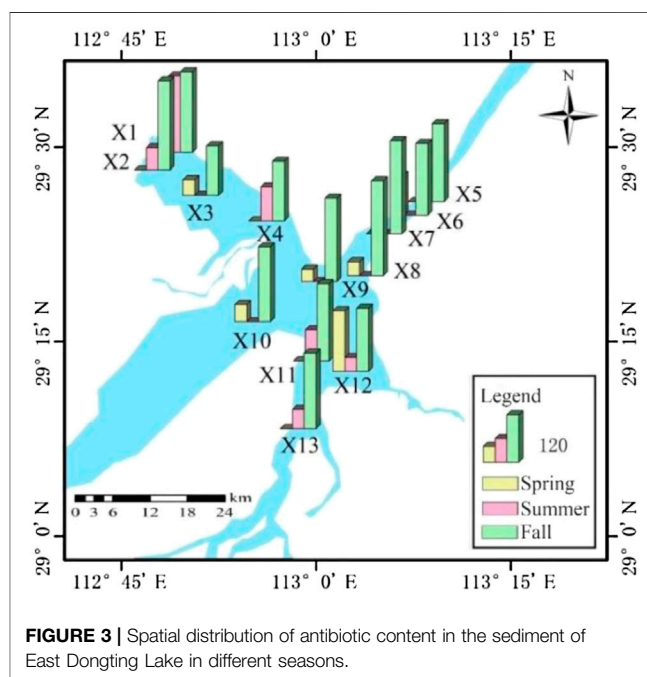 112° 45′ E 113° 0′ E 113° 15′ E
N
29° 30′ N
29° 30′ N
X1
X2
X3
X4
X5
X6
X7
X8
X9
X10
X11
X12
X13
29° 15′ N
29° 15′ N
Legend
120
Spring
Summer
Fall
km
0 3 6 12 18 24
29° 0′ N
29° 0′ N
112° 45′ E 113° 0′ E 113° 15′ E
FIGURE 3 | Spatial distribution of antibiotic content in the sediment of
East Dongting Lake in different seasons.